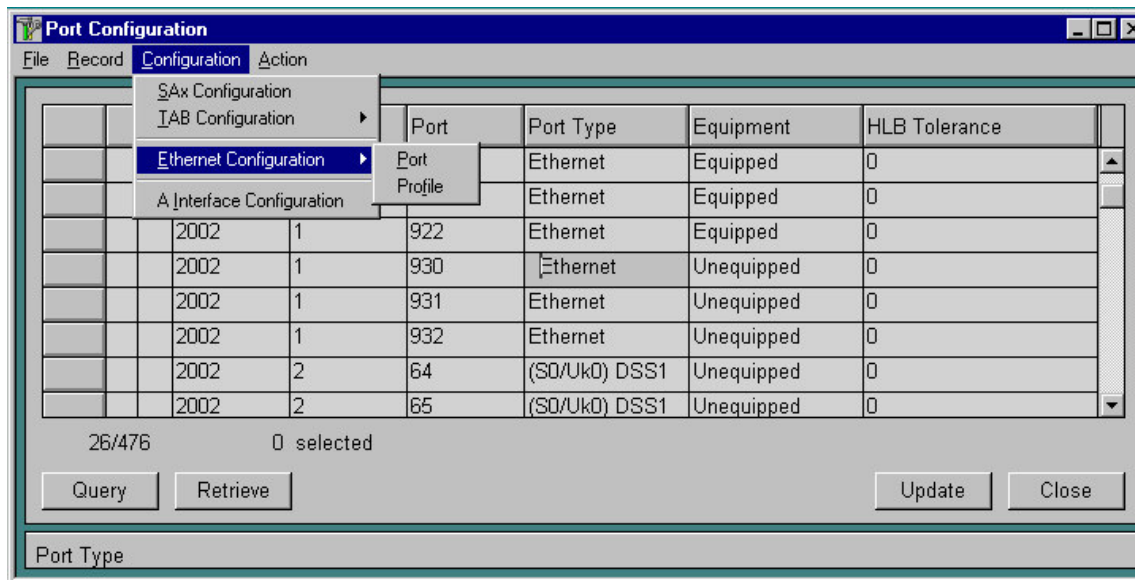 Port Configuration
File Record Configuration Action
SAx Configuration
TAB Configuration
Ethernet Configuration
A Interface Configuration
Port
Profile
Port Port Type Equipment HLB Tolerance
Ethernet Equipped 0
Ethernet Equipped 0
2002 1 922 Ethernet Equipped 0
2002 1 930 Ethernet Unequipped 0
2002 1 931 Ethernet Unequipped 0
2002 1 932 Ethernet Unequipped 0
2002 2 64 (S0/Uk0) DSS1 Unequipped 0
2002 2 65 (S0/Uk0) DSS1 Unequipped 0
26/476 0 selected
Query Retrieve Update Close
Port Type